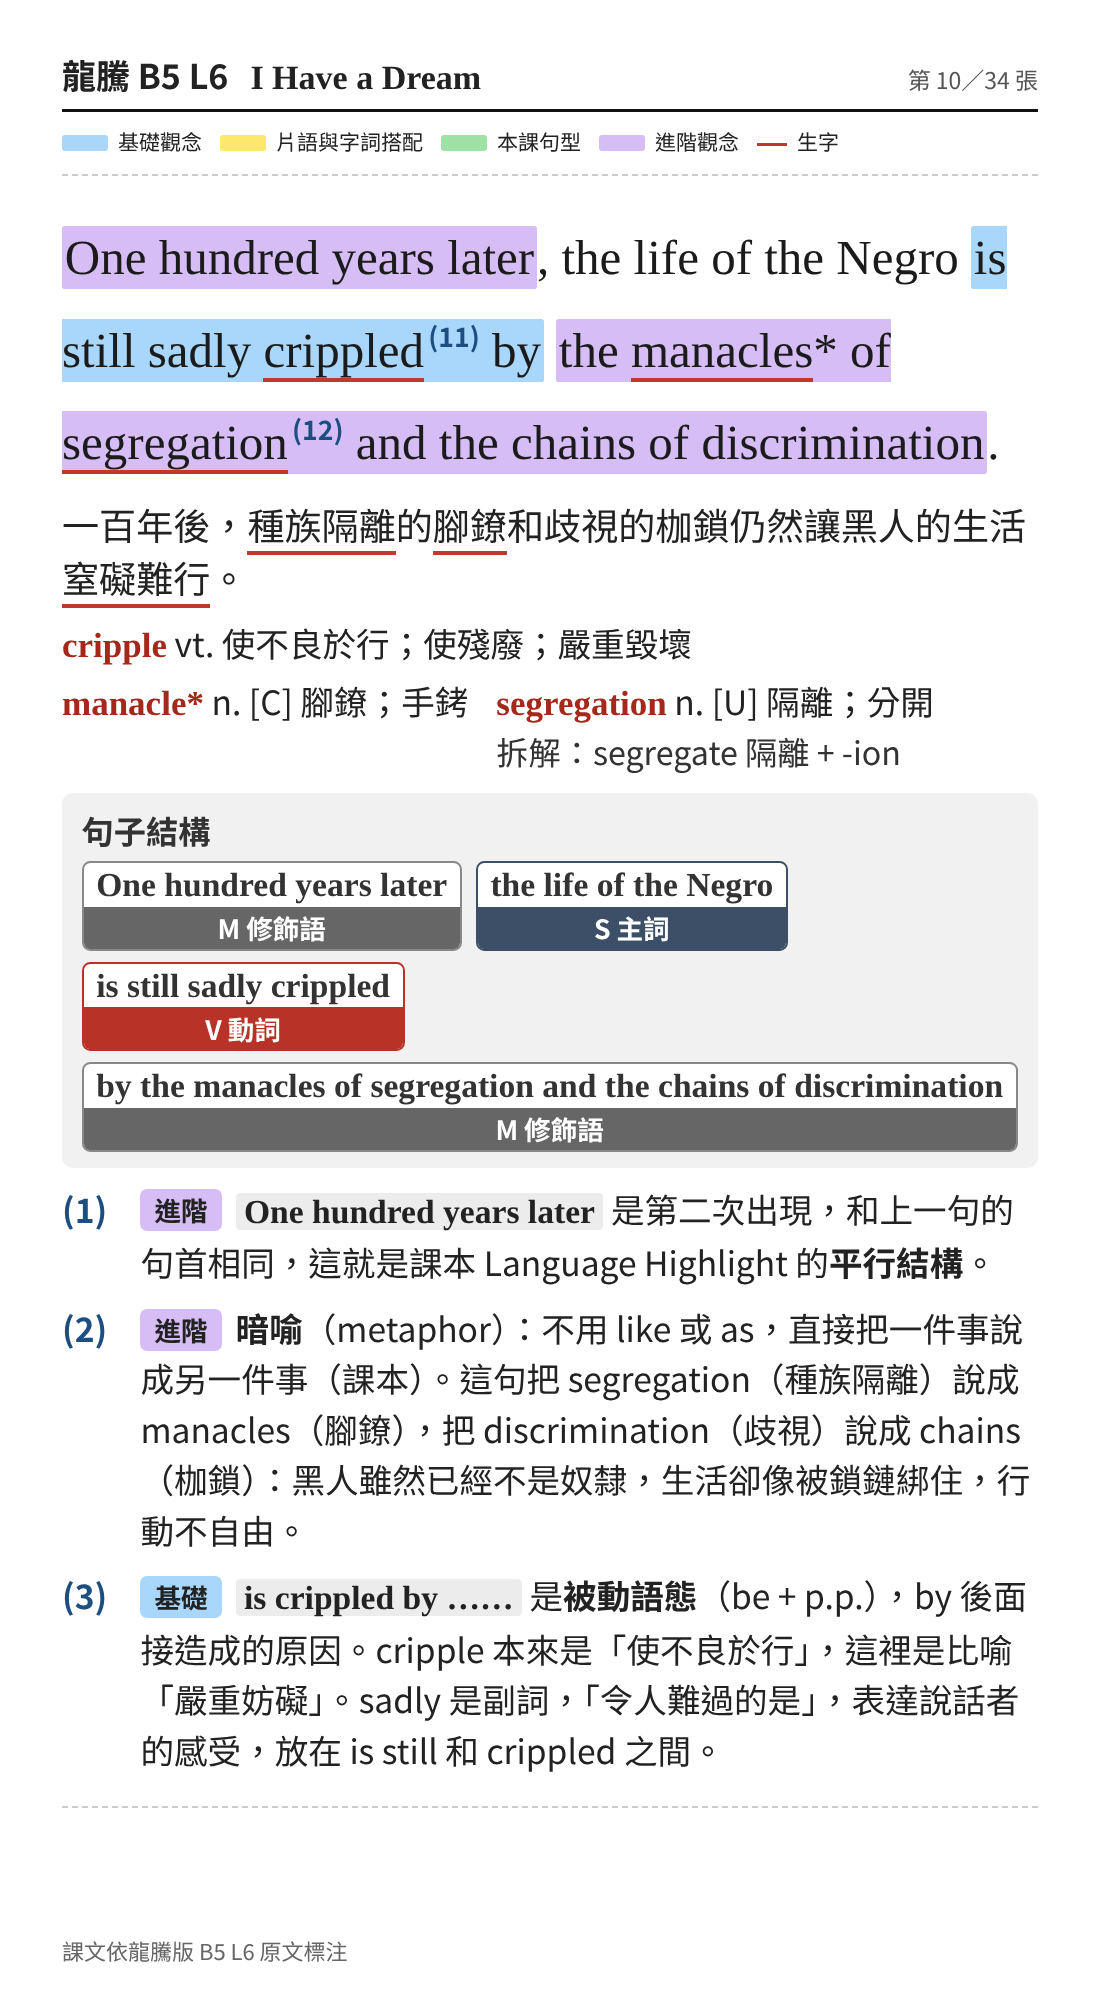 龍騰 B5 L6 I Have a Dream
第 10／34 張
基礎觀念 片語與字詞搭配 本課句型 進階觀念 生字
One hundred years later, the life of the Negro is
still sadly crippled(11) by the manacles* of
segregation(12) and the chains of discrimination.
一百年後，種族隔離的腳鐐和歧視的枷鎖仍然讓黑人的生活
窒礙難行。
cripple vt. 使不良於行；使殘廢；嚴重毀壞
manacle* n. [C] 腳鐐；手銬 segregation n. [U] 隔離；分開
拆解：segregate 隔離 + -ion
句子結構
One hundred years later the life of the Negro
M 修飾語 S 主詞
is still sadly crippled
V 動詞
by the manacles of segregation and the chains of discrimination
M 修飾語
(1) 進階 One hundred years later 是第二次出現，和上一句的
句首相同，這就是課本 Language Highlight 的平行結構。
(2) 進階 暗喻（metaphor）：不用 like 或 as，直接把一件事說
成另一件事（課本）。這句把 segregation（種族隔離）說成
manacles（腳鐐），把 discrimination（歧視）說成 chains
（枷鎖）：黑人雖然已經不是奴隸，生活卻像被鎖鏈綁住，行
動不自由。
(3) 基礎 is crippled by …… 是被動語態（be + p.p.），by 後面
接造成的原因。cripple 本來是「使不良於行」，這裡是比喻
「嚴重妨礙」。sadly 是副詞，「令人難過的是」，表達說話者
的感受，放在 is still 和 crippled 之間。
課文依龍騰版 B5 L6 原文標注